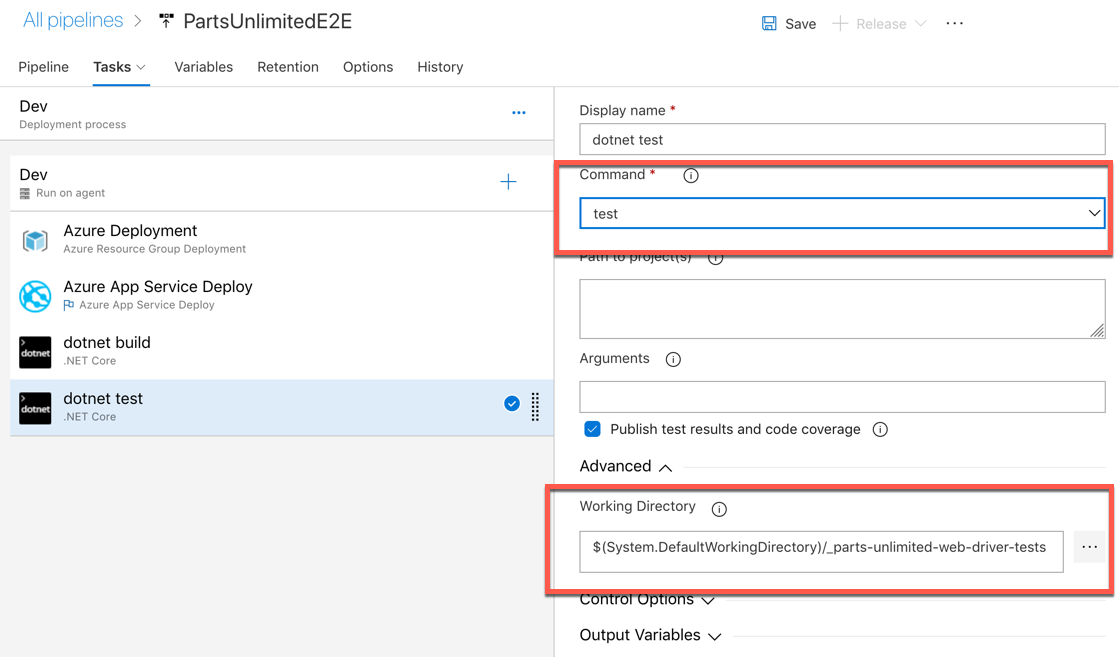 All pipelines > PartsUnlimitedE2E
Save
Release
Pipeline Tasks Variables Retention Options History
Dev
Deployment process
Dev
Run on agent
Azure Deployment
Azure Resource Group Deployment
Azure App Service Deploy
Azure App Service Deploy
dotnet
dotnet build
.NET Core
dotnet
dotnet test
.NET Core
Display name *
dotnet test
Command *
test
Path to project(s)
Arguments
Publish test results and code coverage
Advanced
Working Directory
$(System.DefaultWorkingDirectory)/_parts-unlimited-web-driver-tests
Control Options
Output Variables